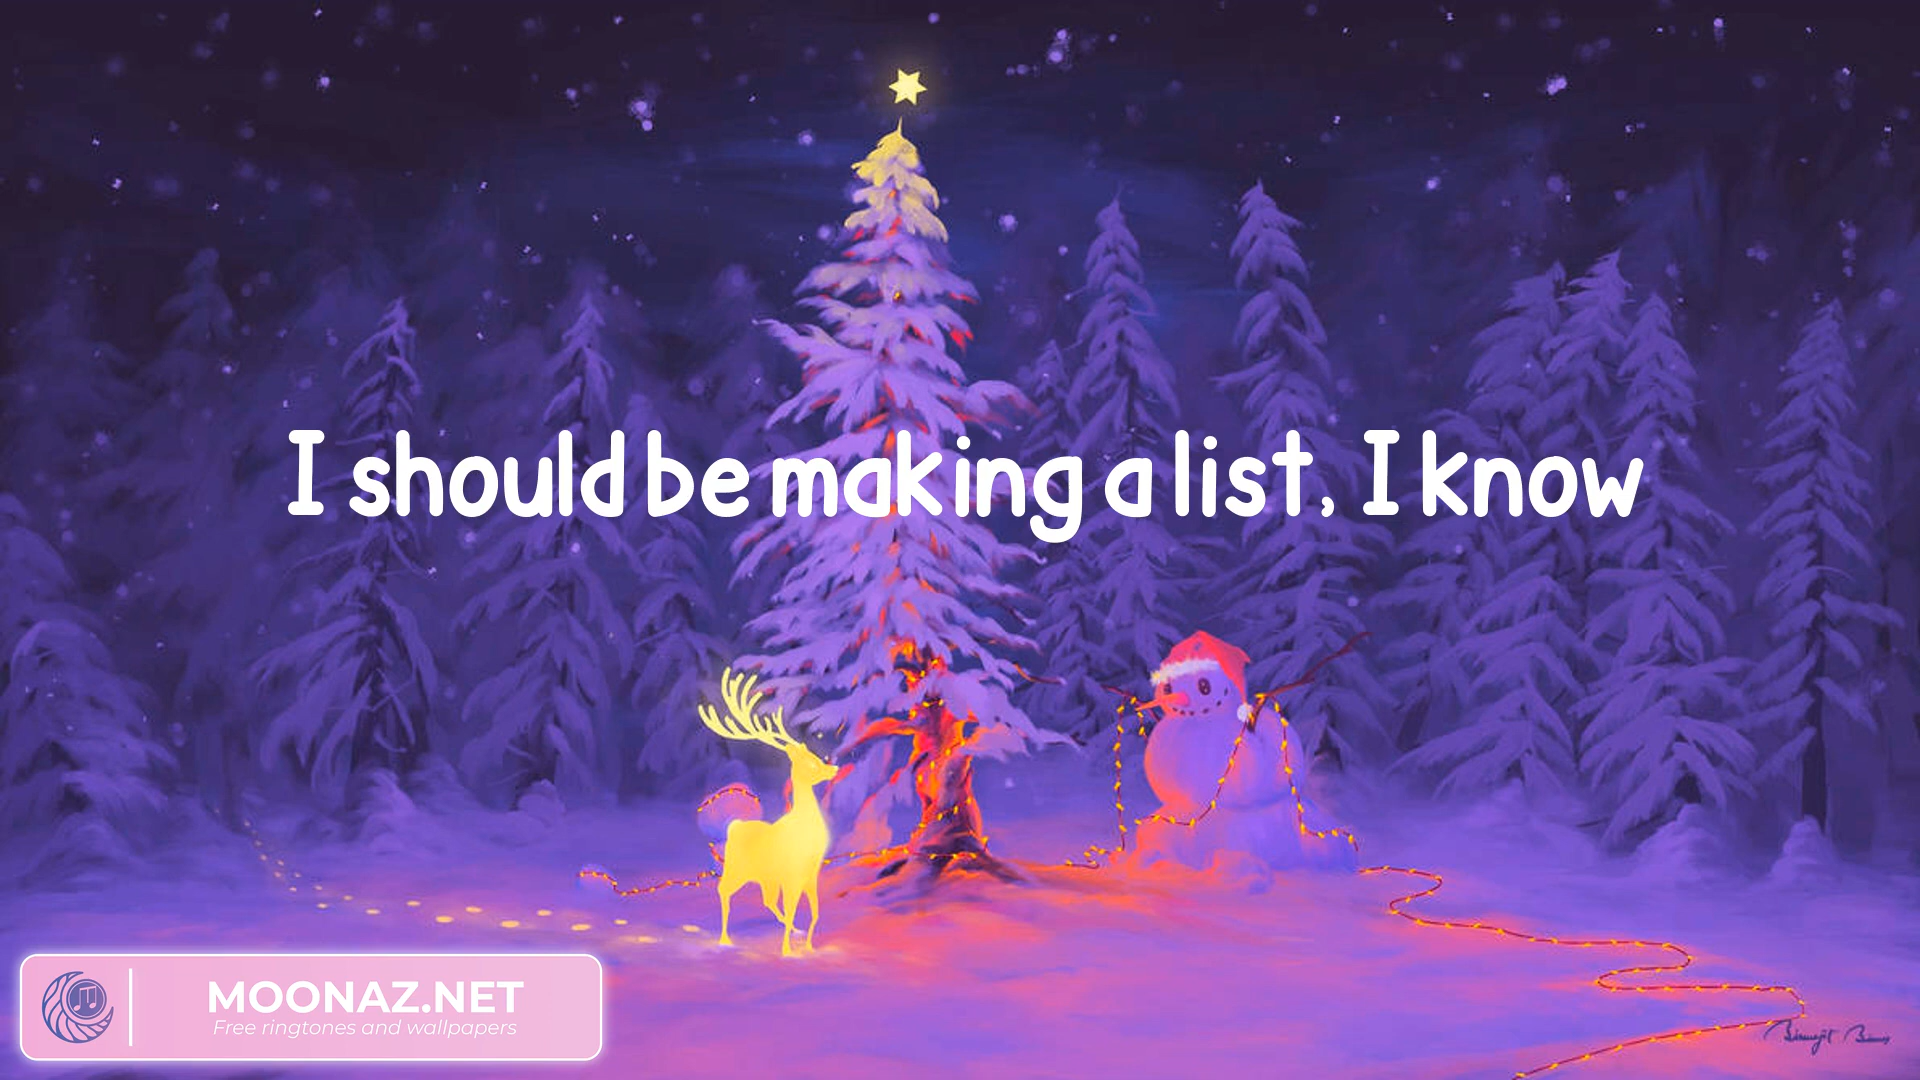 I should be making a list, I know
MOONAZ.NET
Free ringtones and wallpapers